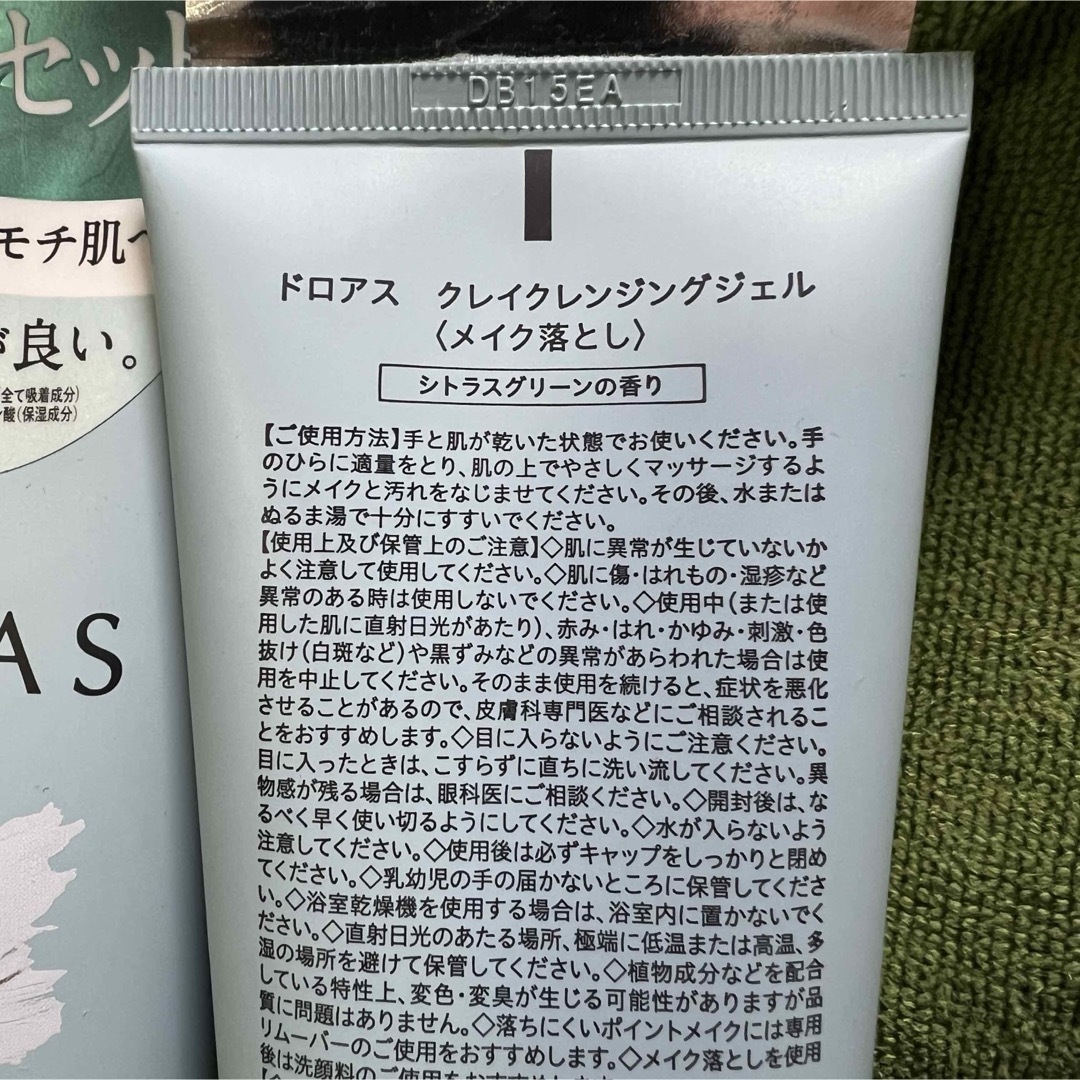 セット
モチ肌へ
が良い。
(全て吸着成分)
酸(保湿成分)
AS
DB15EA
ドロアス クレイクレンジングジェル
〈メイク落とし〉
シトラスグリーンの香り
【ご使用方法】手と肌が乾いた状態でお使いください。手
のひらに適量をとり、肌の上でやさしくマッサージするよ
うにメイクと汚れをなじませてください。その後、水または
ぬるま湯で十分にすすいでください。
【使用上及び保管上のご注意】◇肌に異常が生じていないか
よく注意して使用してください。◇肌に傷・はれもの・湿疹など
異常のある時は使用しないでください。◇使用中(または使
用した肌に直射日光があたり)、赤み・はれ・かゆみ・刺激・色
抜け(白斑など)や黒ずみなどの異常があらわれた場合は使
用を中止してください。そのまま使用を続けると、症状を悪化
させることがあるので、皮膚科専門医などにご相談されるこ
とをおすすめします。◇目に入らないようにご注意ください。
目に入ったときは、こすらずに直ちに洗い流してください。異
物感が残る場合は、眼科医にご相談ください。◇開封後は、な
るべく早く使い切るようにしてください。◇水が入らないよう
注意してください。◇使用後は必ずキャップをしっかりと閉め
てください。◇乳幼児の手の届かないところに保管してくださ
い。◇浴室乾燥機を使用する場合は、浴室内に置かないでく
ださい。◇直射日光のあたる場所、極端に低温または高温、多
湿の場所を避けて保管してください。◇植物成分などを配合
している特性上、変色・変臭が生じる可能性がありますが品
質に問題はありません。◇落ちにくいポイントメイクには専用
リムーバーのご使用をおすすめします。◇メイク落としを使用
後は洗顔料のご使用をおすすめします。